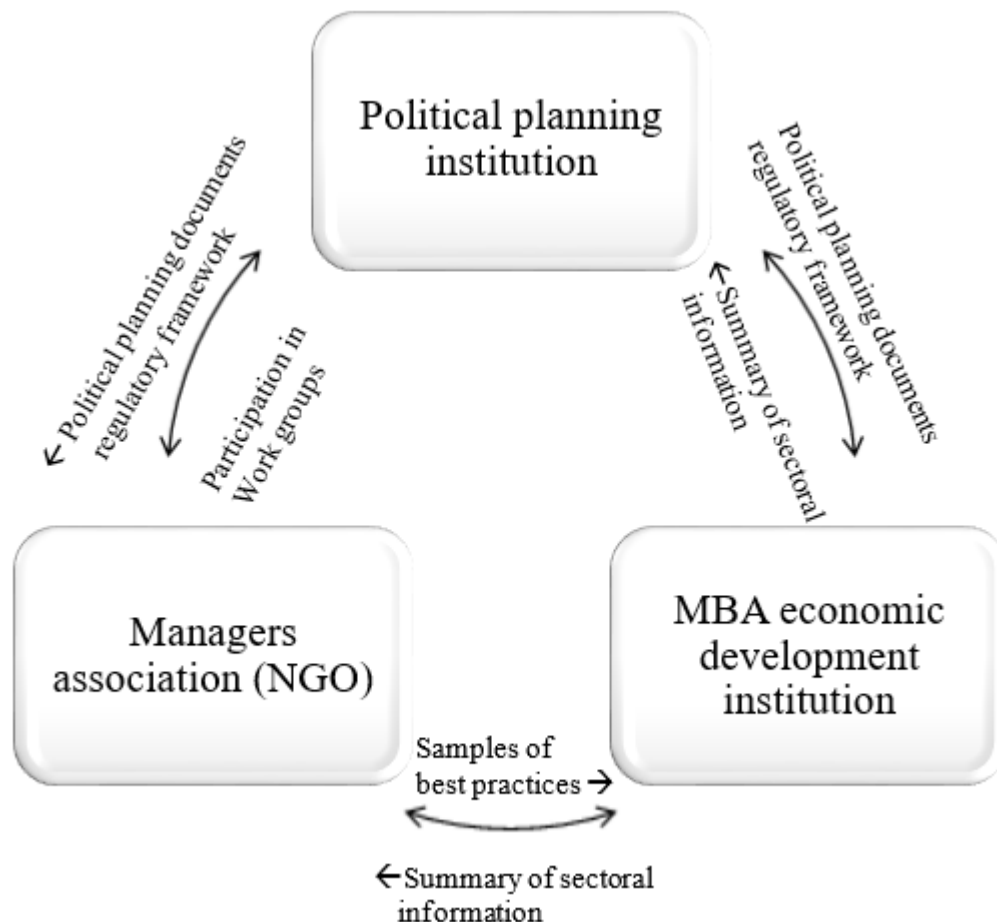 Political planning
institution
← Political planning documents
regulatory framework
Participation in
Work groups
Political planning documents
regulatory framework
←Summary of sectoral
information
Managers
association (NGO)
MBA economic
development
institution
Samples of
best practices →
←Summary of sectoral
information